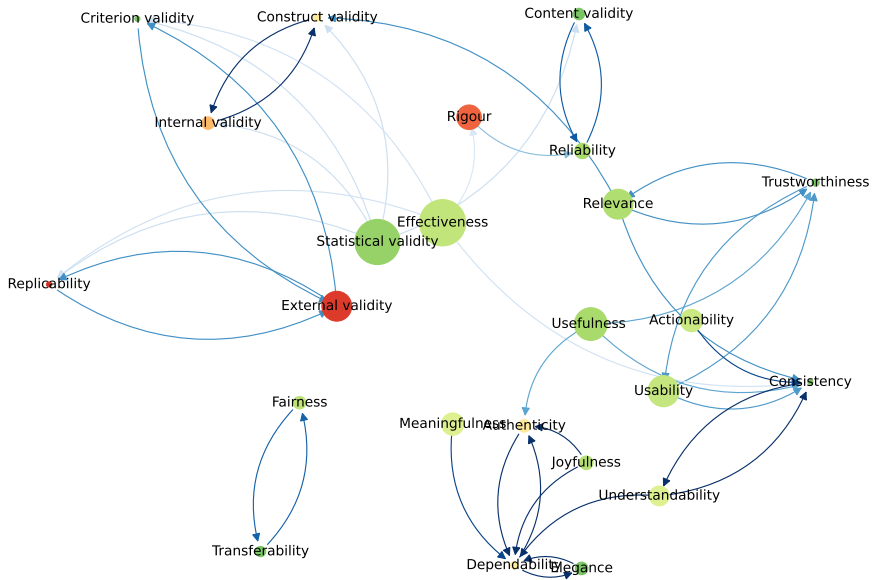 Content validity
Construct validity
Criterion validity
Rigour
Internal validity
Reliability
Trustworthiness
Relevance
Effectiveness
Statistical validity
Replicability
External validity
Usefulness
Actionability
Consistency
Usability
Fairness
Meaningfulness
Authenticity
Joyfulness
Understandability
Transferability
Dependability
Elegance